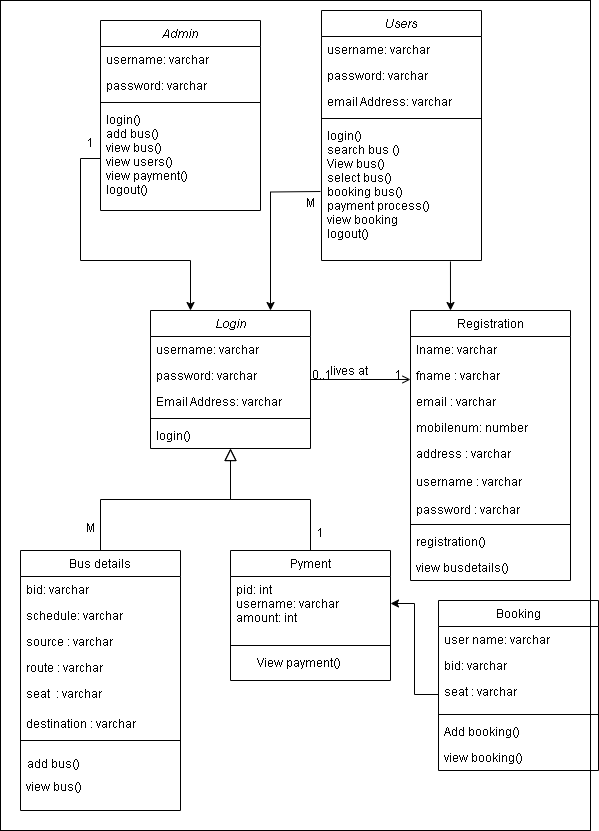 Admin
username: varchar
password: varchar
login()
add bus()
view bus()
view users()
view payment()
logout()
1
Users
username: varchar
password: varchar
email Address: varchar
login()
search bus ()
View bus()
select bus()
booking bus()
payment process()
view booking
logout()
M
Login
username: varchar
password: varchar
Email Address: varchar
login()
0..1
lives at
1
Registration
lname: varchar
fname : varchar
email : varchar
mobilenum: number
address : varchar
username : varchar
password : varchar
registration()
view busdetails()
M
1
Bus details
bid: varchar
schedule: varchar
source : varchar
route : varchar
seat : varchar
destination : varchar
add bus()
view bus()
Pyment
pid: int
username: varchar
amount: int
View payment()
Booking
user name: varchar
bid: varchar
seat : varchar
Add booking()
view booking()